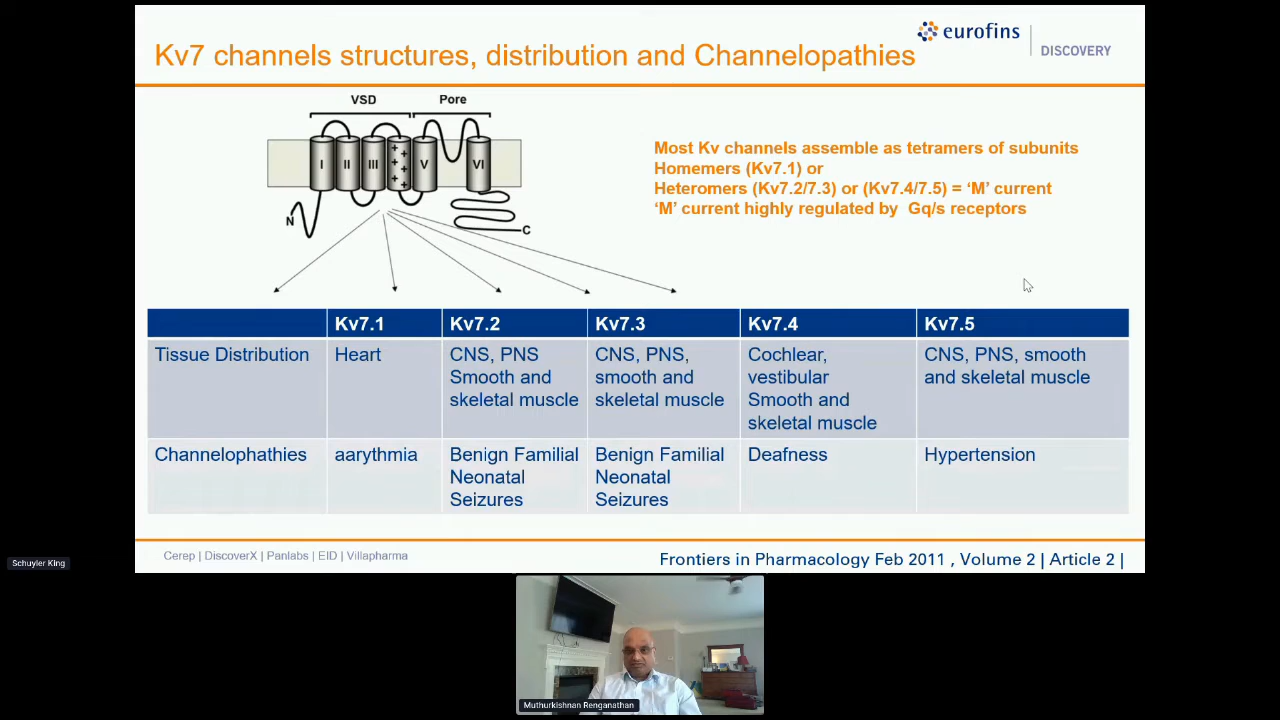 Kv7 channels structures, distribution and Channelopathies
eurofins
DISCOVERY
VSD
Pore
I
II
III
+
+
+
+
+
+
V
VI
N
C
Most Kv channels assemble as tetramers of subunits
Homemers (Kv7.1) or
Heteromers (Kv7.2/7.3) or (Kv7.4/7.5) = ‘M’ current
‘M’ current highly regulated by Gq/s receptors
Kv7.1
Kv7.2
Kv7.3
Kv7.4
Kv7.5
Tissue Distribution
Heart
CNS, PNS
Smooth and
skeletal muscle
CNS, PNS,
smooth and
skeletal muscle
Cochlear,
vestibular
Smooth and
skeletal muscle
CNS, PNS, smooth
and skeletal muscle
Channelophathies
aarythmia
Benign Familial
Neonatal
Seizures
Benign Familial
Neonatal
Seizures
Deafness
Hypertension
Cerep | DiscoverX | Panlabs | EID | Villapharma
Frontiers in Pharmacology Feb 2011 , Volume 2 | Article 2 |
Schuyler King
Muthurkishnan Renganathan